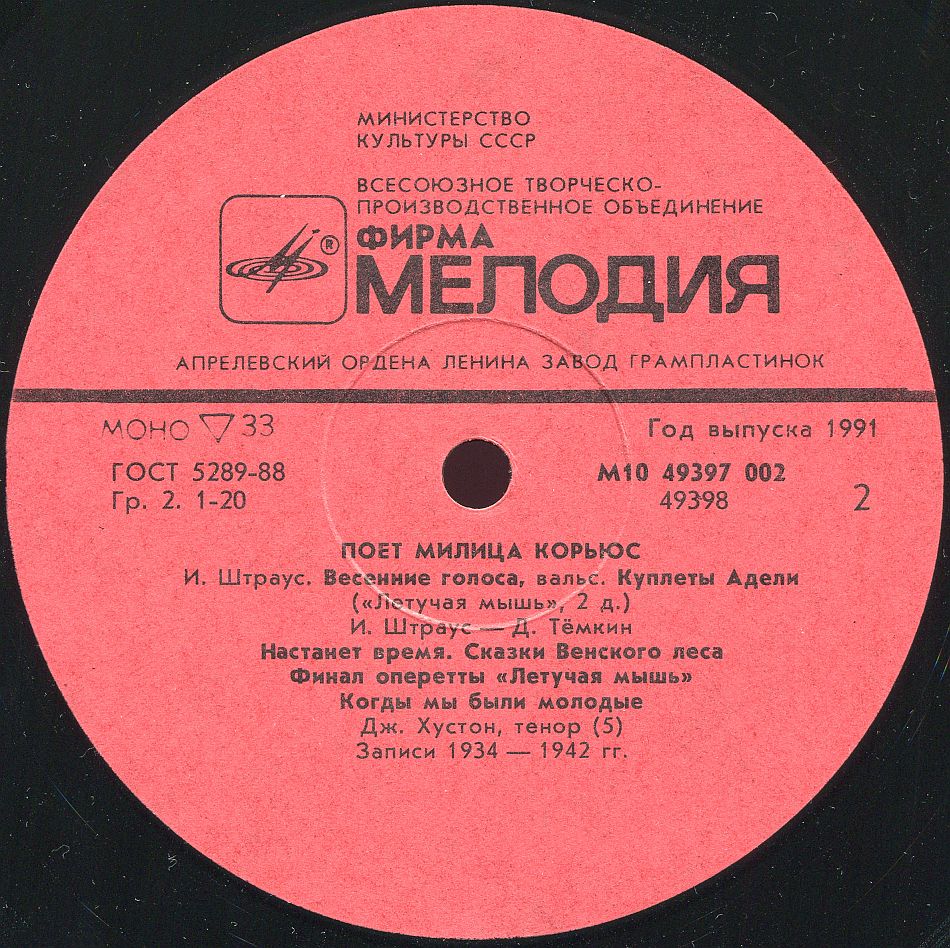 МИНИСТЕРСТВО
КУЛЬТУРЫ СССР
ВСЕСОЮЗНОЕ ТВОРЧЕСКО-
ПРОИЗВОДСТВЕННОЕ ОБЪЕДИНЕНИЕ
®
ФИРМА
МЕЛОДИЯ
АПРЕЛЕВСКИЙ ОРДЕНА ЛЕНИНА ЗАВОД ГРАМПЛАСТИНОК
МОНО ▽ 33
Год выпуска 1991
ГОСТ 5289-88
М10 49397 002
Гр. 2. 1-20
49398
2
ПОЕТ МИЛИЦА КОРЬЮС
И. Штраус. Весенние голоса, вальс. Куплеты Адели
(«Летучая мышь», 2 д.)
И. Штраус — Д. Тёмкин
Настанет время. Сказки Венского леса
Финал оперетты «Летучая мышь»
Когды мы были молодые
Дж. Хустон, тенор (5)
Записи 1934 — 1942 гг.